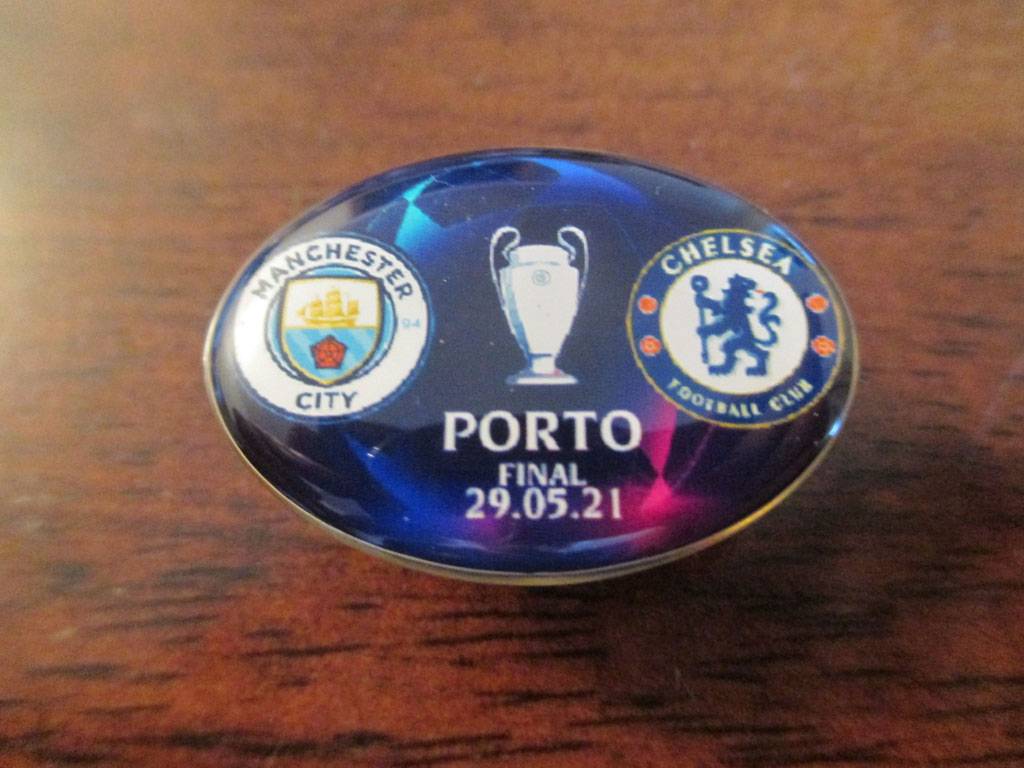 MANCHESTER
94
CITY
CHELSEA
FOOTBALL CLUB
PORTO
FINAL
29.05.21